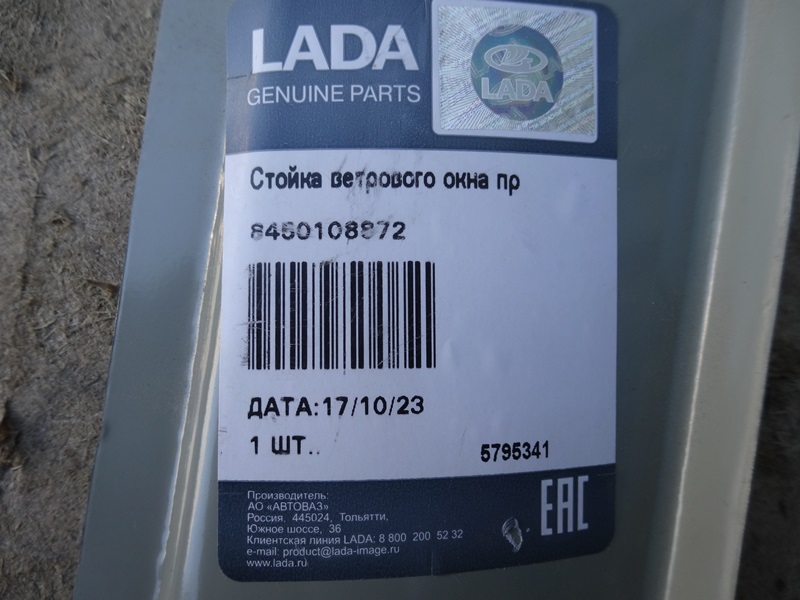 LADA
GENUINE PARTS
LADA
Стойка ветрового окна пр
8450108872
ДАТА:17/10/23
1 ШТ..
5795341
Производитель:
АО «АВТОВАЗ»
Россия, 445024, Тольятти,
Южное шоссе, 36
Клиентская линия LADA: 8 800 200 52 32
e-mail: product@lada-image.ru
www.lada.ru
EAC